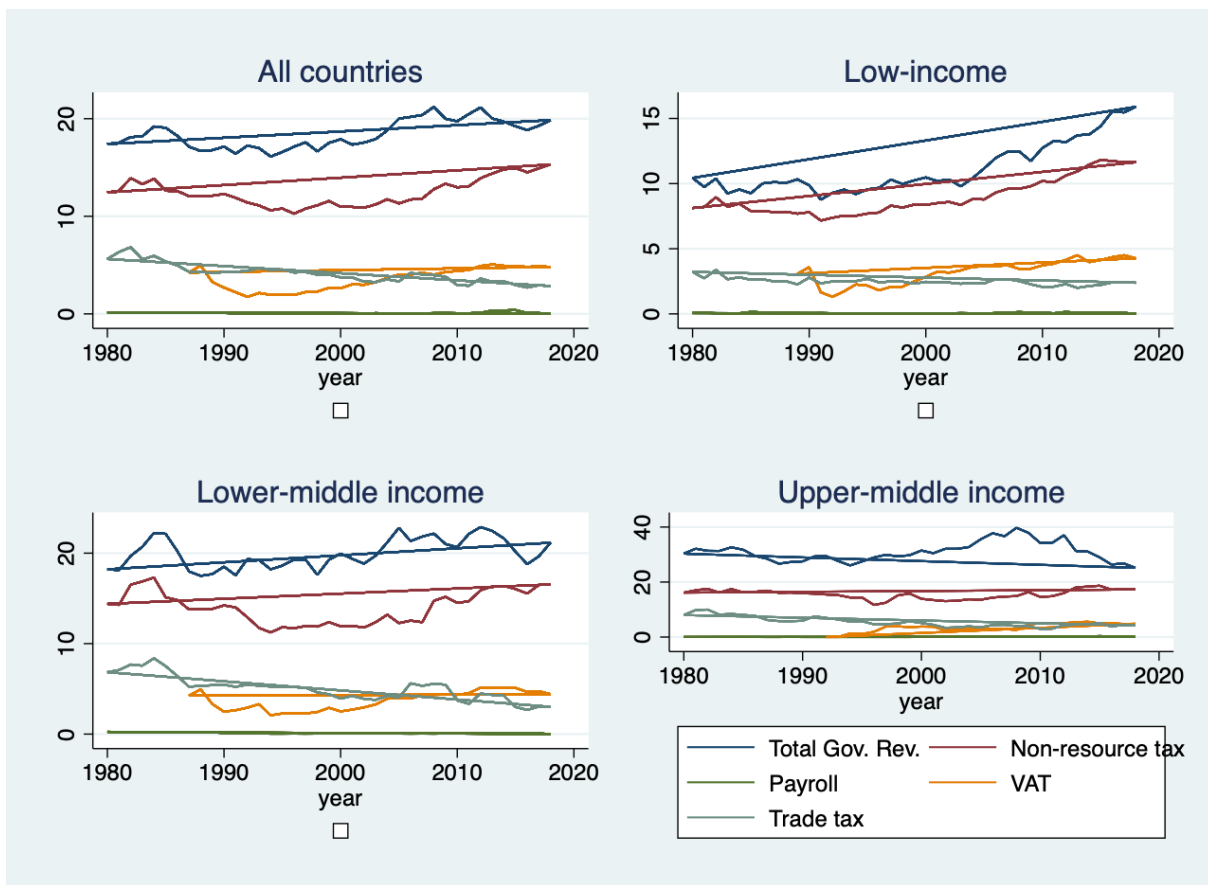 All countries
20
10
0
1980 1990 2000 2010 2020
year
Low-income
15
10
5
0
1980 1990 2000 2010 2020
year
Lower-middle income
20
10
0
1980 1990 2000 2010 2020
year
Upper-middle income
40
20
0
1980 1990 2000 2010 2020
year
Total Gov. Rev. Non-resource tax
Payroll VAT
Trade tax